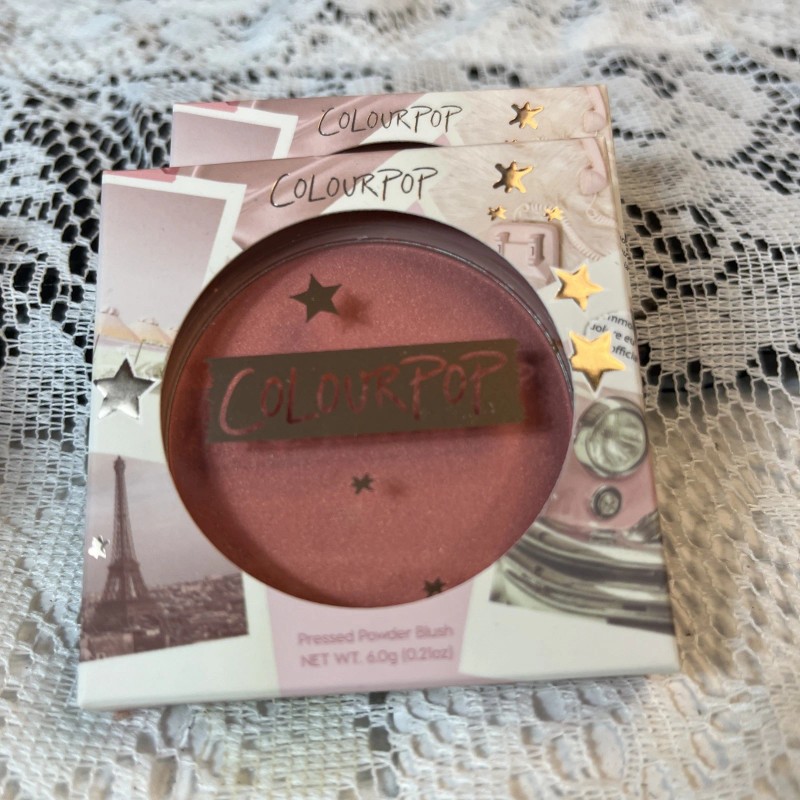 COLOURPOP
COLOURPOP
COLOURPOP
Pressed Powder Blush
NET WT. 6.0g (0.21oz)